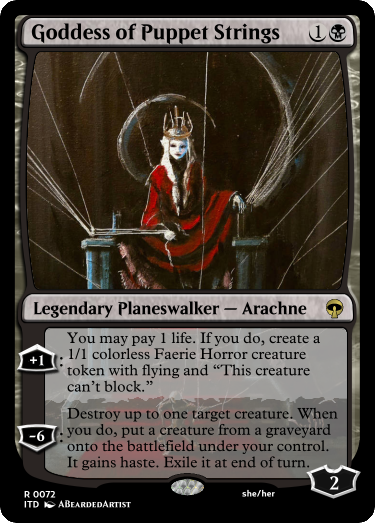 Goddess of Puppet Strings 1
Legendary Planeswalker — Arachne
+1: You may pay 1 life. If you do, create a
1/1 colorless Faerie Horror creature
token with flying and “This creature
can’t block.”
-6: Destroy up to one target creature. When
you do, put a creature from a graveyard
onto the battlefield under your control.
It gains haste. Exile it at end of turn.
2
R 0072
ITD ABEARDEDARTIST
she/her